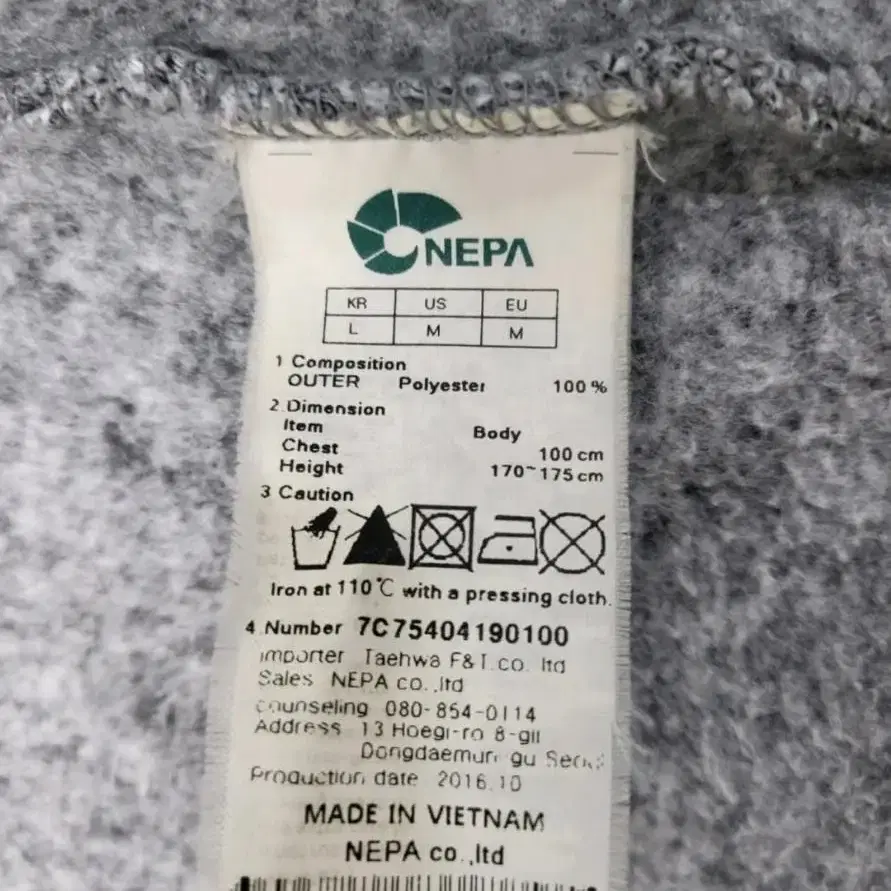 NEPA
KR US EU
L M M
1 Composition
OUTER Polyester 100 %
2.Dimension
Item Body
Chest 100 cm
Height 170~175 cm
3 Caution
Iron at 110℃ with a pressing cloth.
4.Number 7C75404190100
importer Taehwa F&T.co. ltd
Sales NEPA co.,ltd
counseling 080-854-0114
Address 13 Hoegi-ro 8-gil
Dongdaemun gu Seoul
Production date 2016.10
MADE IN VIETNAM
NEPA co.,ltd